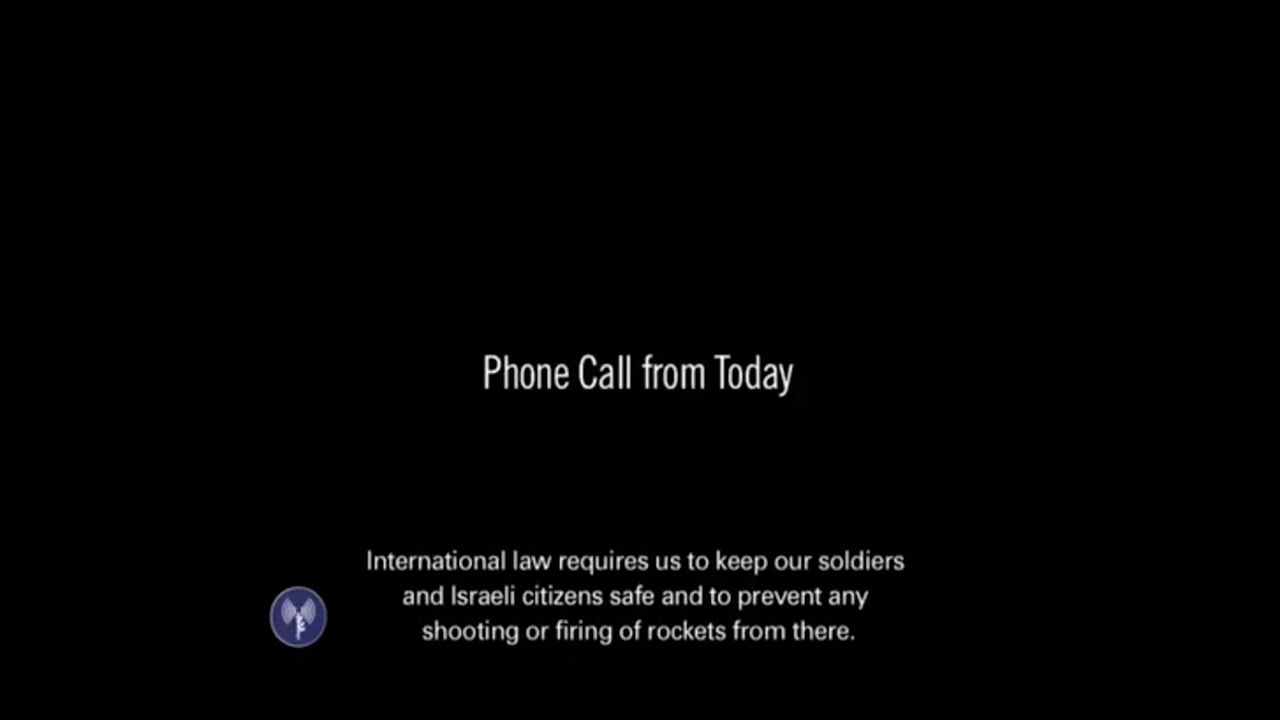 Phone Call from Today
International law requires us to keep our soldiers
and Israeli citizens safe and to prevent any
shooting or firing of rockets from there.